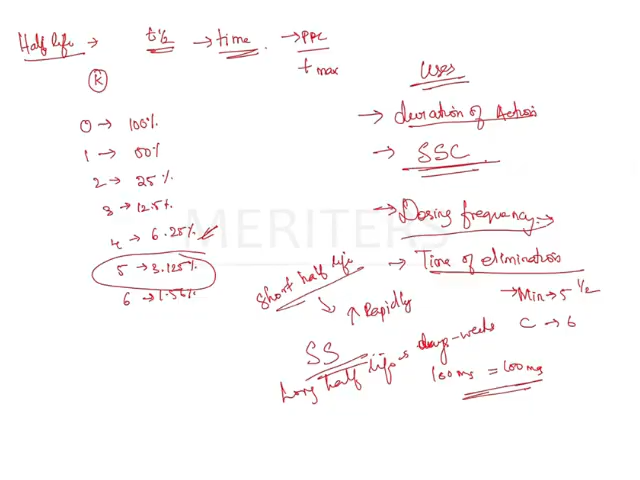 Half life → t½ → time. → PPC
t max
K
0 → 100%
1 → 50%
2 → 25%
3 → 12.5%
4 → 6.25%
5 → 3.125%
6 → 1.56%
Uses
→ duration of Action
→ SSC
→ Dosing frequency →
→ Time of elimination
→ Min → 5 1/2
C → 6
100 mg = 100 mg
Short half life
↑ Rapidly
SS
Long half life → days-weeks
MERITERS